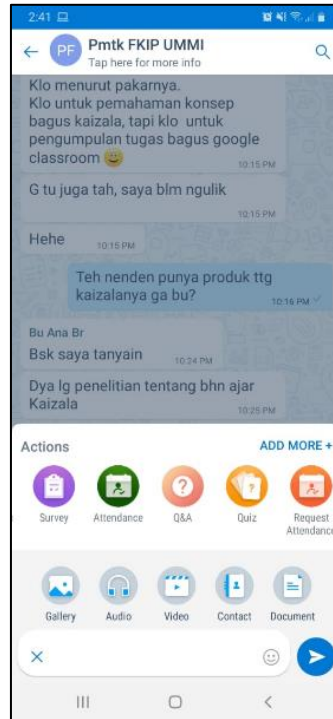 2:41
PF
Pmtk FKIP UMMI
Tap here for more info
Klo menurut pakarnya.
Klo untuk pemahaman konsep
bagus kaizala, tapi klo untuk
pengumpulan tugas bagus google
classroom 😄
10:15 PM
G tu juga tah, saya blm ngulik
10:15 PM
Hehe 10:15 PM
Teh nenden punya produk ttg
kaizalanya ga bu?
10:16 PM
Bu Ana Br
Bsk saya tanyain 10:24 PM
Dya lg penelitian tentang bhn ajar
Kaizala
10:25 PM
Actions ADD MORE +
Survey Attendance Q&A Quiz Request
Attendance
Gallery Audio Video Contact Document